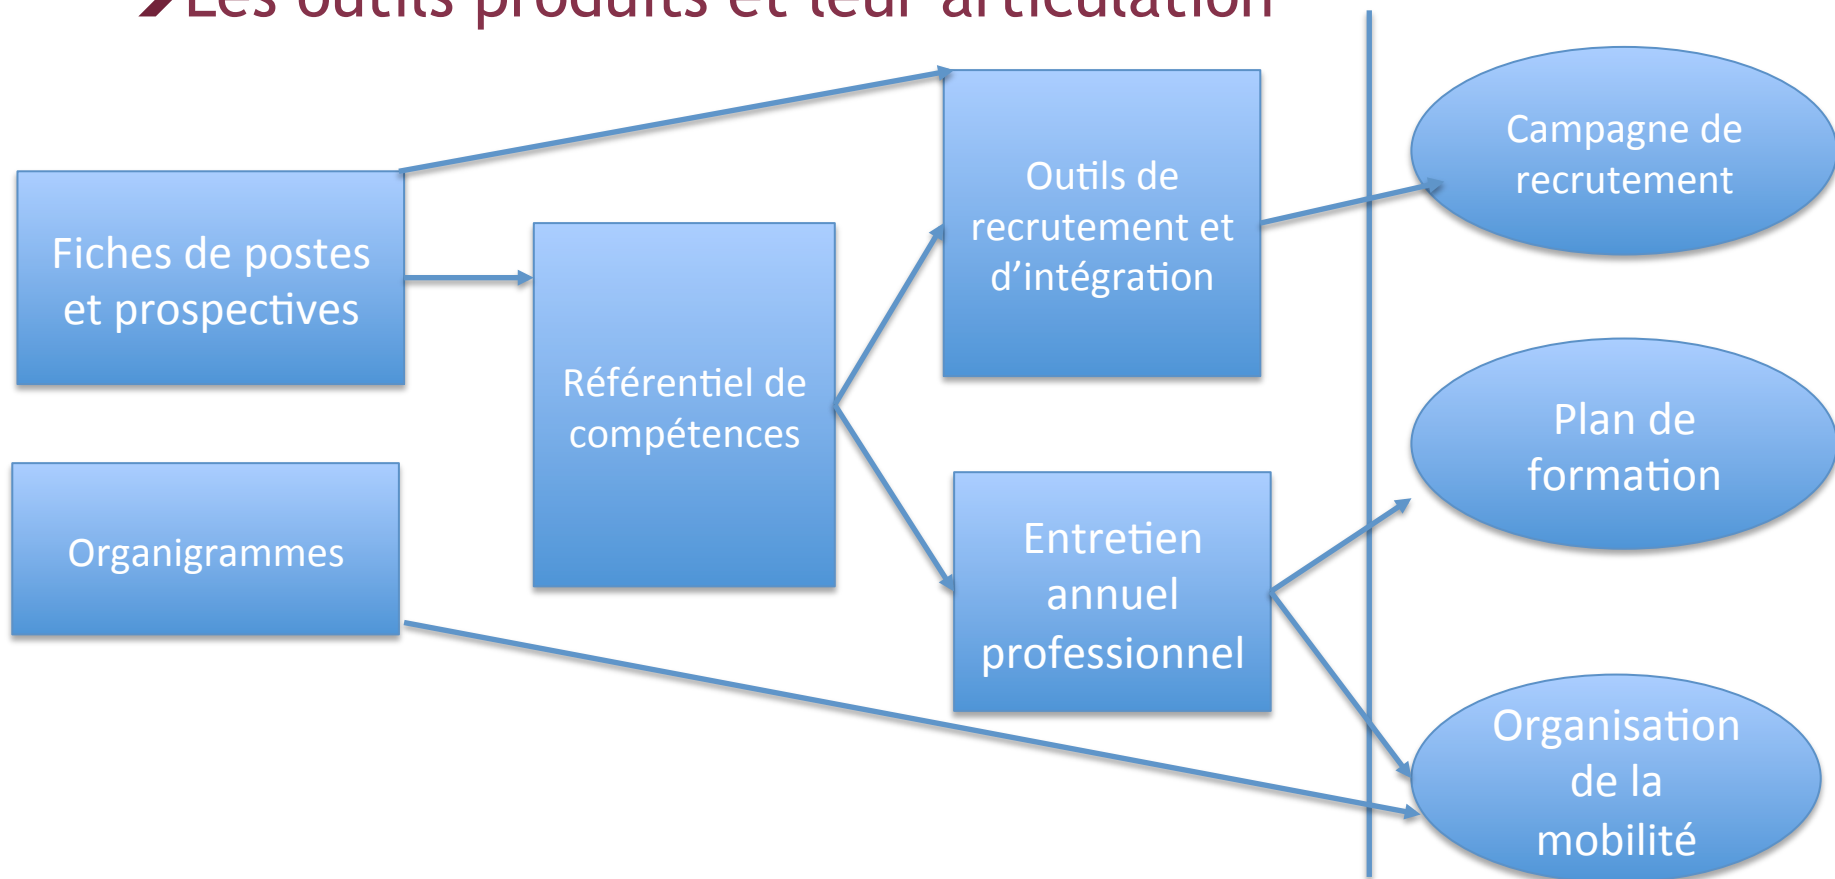 Les outils produits et leur articulation
Fiches de postes
et prospectives
Organigrammes
Référentiel de
compétences
Outils de
recrutement et
d’intégration
Entretien
annuel
professionnel
Campagne de
recrutement
Plan de
formation
Organisation
de la
mobilité